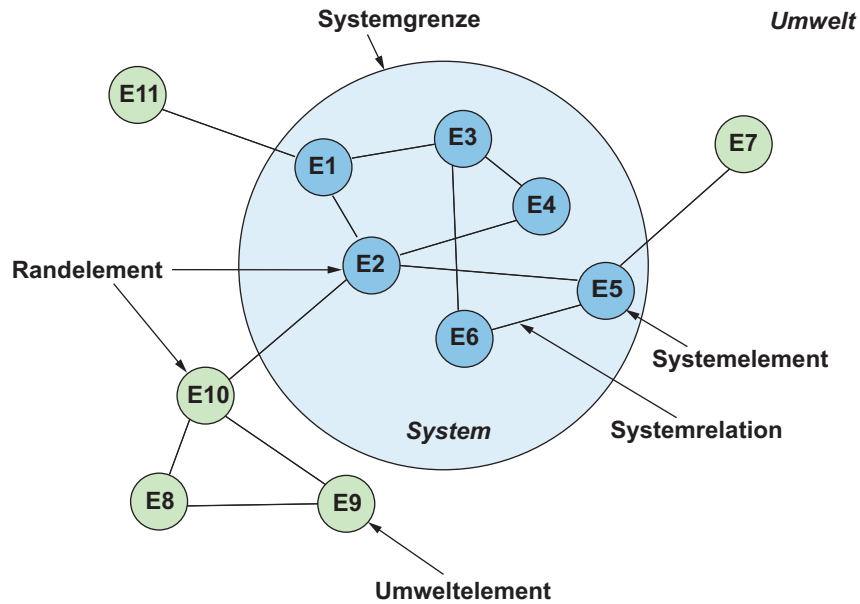 Systemgrenze
Umwelt
E11
E3
E7
E1
E4
Randelement
E2
E5
E6
Systemelement
E10
System
Systemrelation
E8
E9
Umweltelement